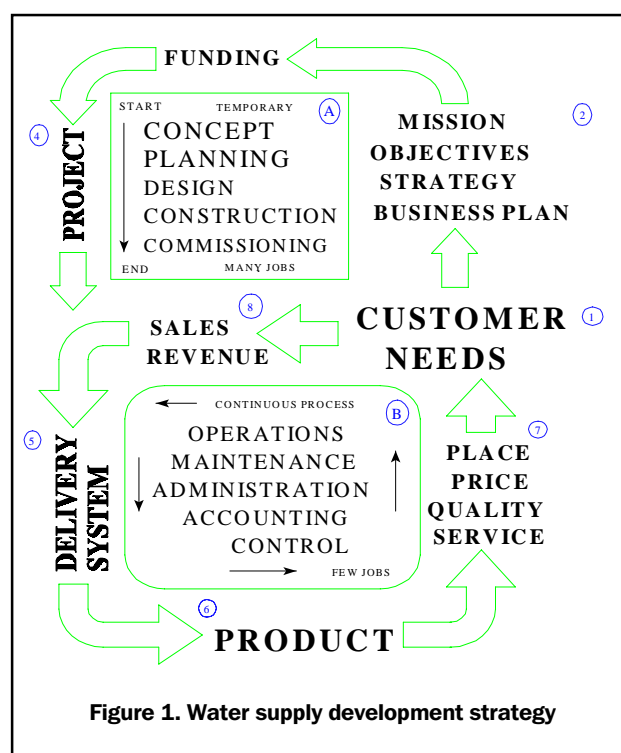 FUNDING
START TEMPORARY A
CONCEPT
PLANNING
DESIGN
CONSTRUCTION
COMMISSIONING
END MANY JOBS
4
PROJECT
2
MISSION
OBJECTIVES
STRATEGY
BUSINESS PLAN
8
SALES
REVENUE
CUSTOMER
NEEDS
1
CONTINUOUS PROCESS B
OPERATIONS
MAINTENANCE
ADMINISTRATION
ACCOUNTING
CONTROL
FEW JOBS
5
DELIVERY
SYSTEM
7
PLACE
PRICE
QUALITY
SERVICE
6
PRODUCT
Figure 1. Water supply development strategy